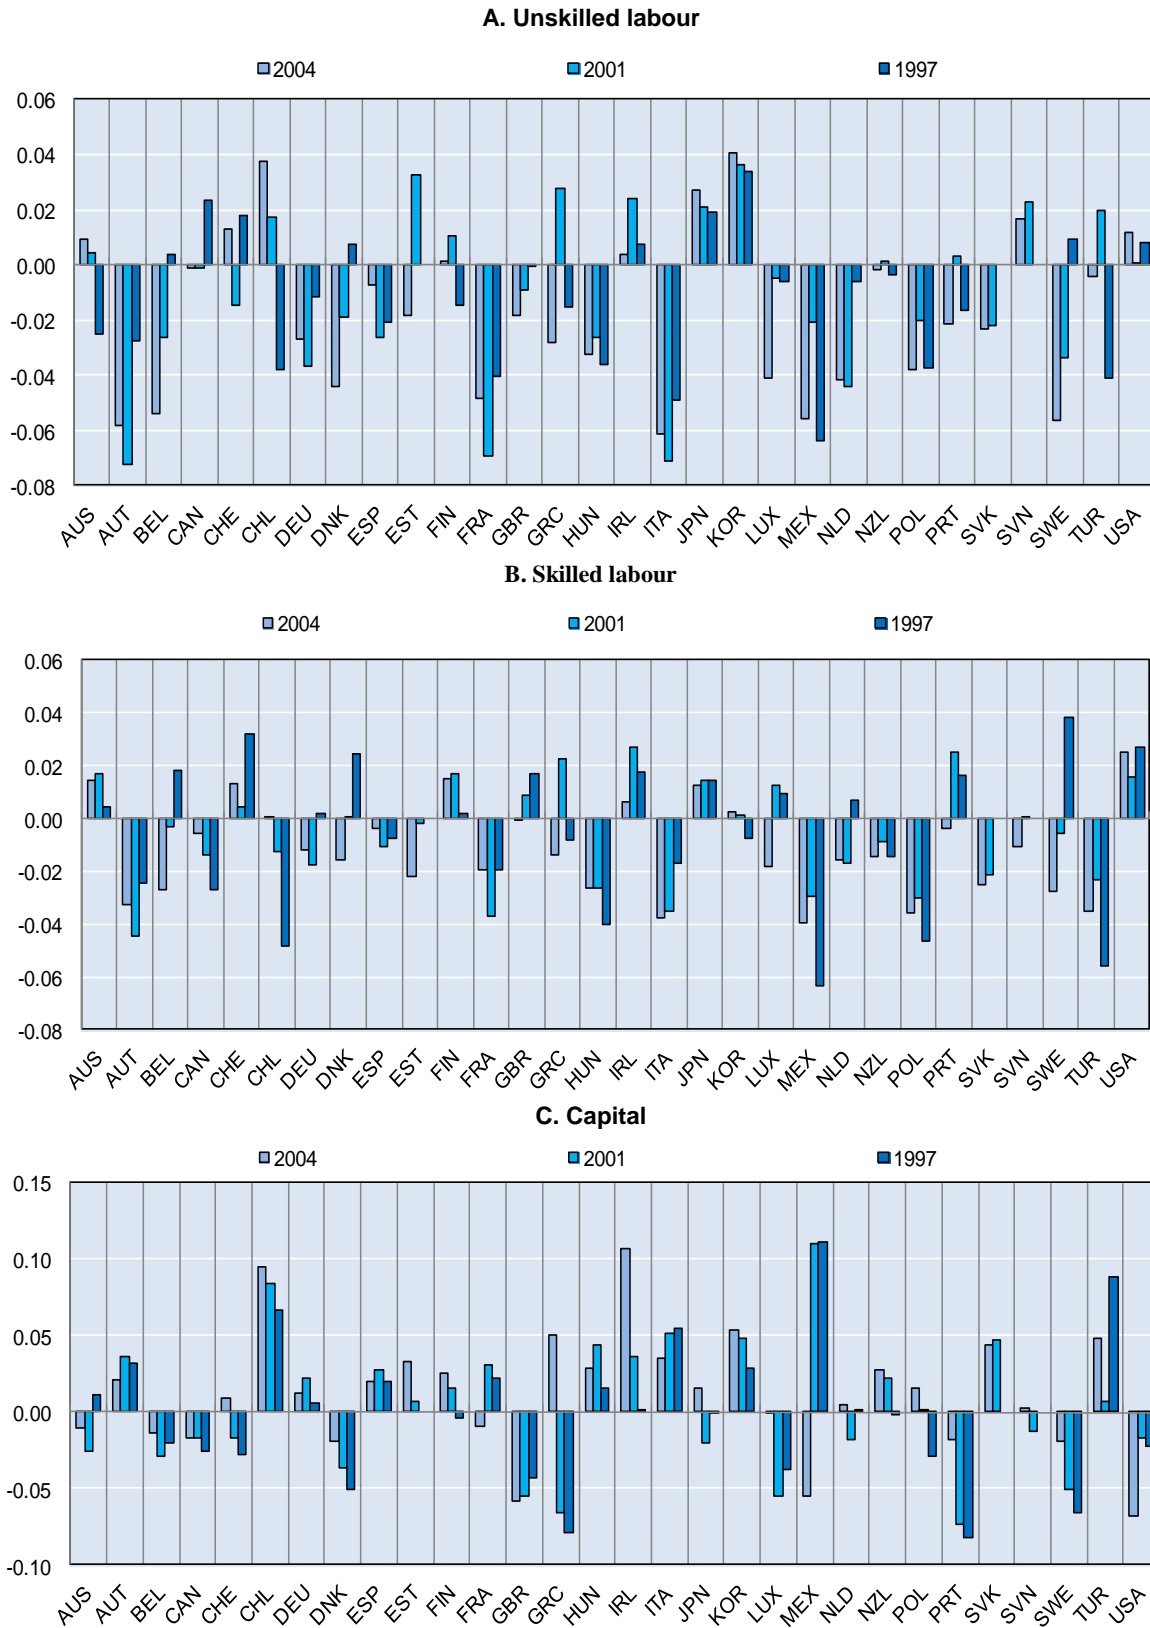 A. Unskilled labour
2004 2001 1997
0.06
0.04
0.02
0.00
-0.02
-0.04
-0.06
-0.08
AUS AUT BEL CAN CHE CHL DEU DNK ESP EST FIN FRA GBR GRC HUN IRL ITA JPN KOR LUX MEX NLD NZL POL PRT SVK SVN SWE TUR USA
B. Skilled labour
2004 2001 1997
0.06
0.04
0.02
0.00
-0.02
-0.04
-0.06
-0.08
AUS AUT BEL CAN CHE CHL DEU DNK ESP EST FIN FRA GBR GRC HUN IRL ITA JPN KOR LUX MEX NLD NZL POL PRT SVK SVN SWE TUR USA
C. Capital
2004 2001 1997
0.15
0.10
0.05
0.00
-0.05
-0.10
AUS AUT BEL CAN CHE CHL DEU DNK ESP EST FIN FRA GBR GRC HUN IRL ITA JPN KOR LUX MEX NLD NZL POL PRT SVK SVN SWE TUR USA